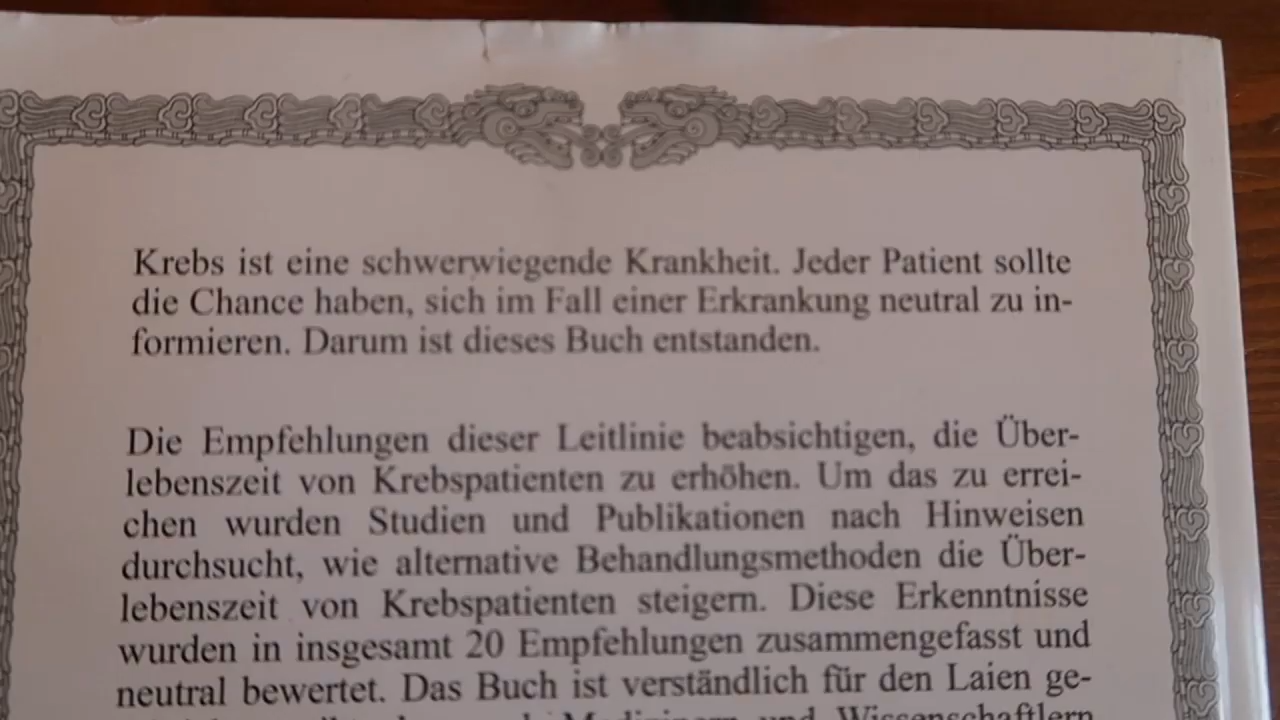 Krebs ist eine schwerwiegende Krankheit. Jeder Patient sollte
die Chance haben, sich im Fall einer Erkrankung neutral zu in-
formieren. Darum ist dieses Buch entstanden.
Die Empfehlungen dieser Leitlinie beabsichtigen, die Über-
lebenszeit von Krebspatienten zu erhöhen. Um das zu errei-
chen wurden Studien und Publikationen nach Hinweisen
durchsucht, wie alternative Behandlungsmethoden die Über-
lebenszeit von Krebspatienten steigern. Diese Erkenntnisse
wurden in insgesamt 20 Empfehlungen zusammengefasst und
neutral bewertet. Das Buch ist verständlich für den Laien ge-
Medizinern und Wissenschaftlern